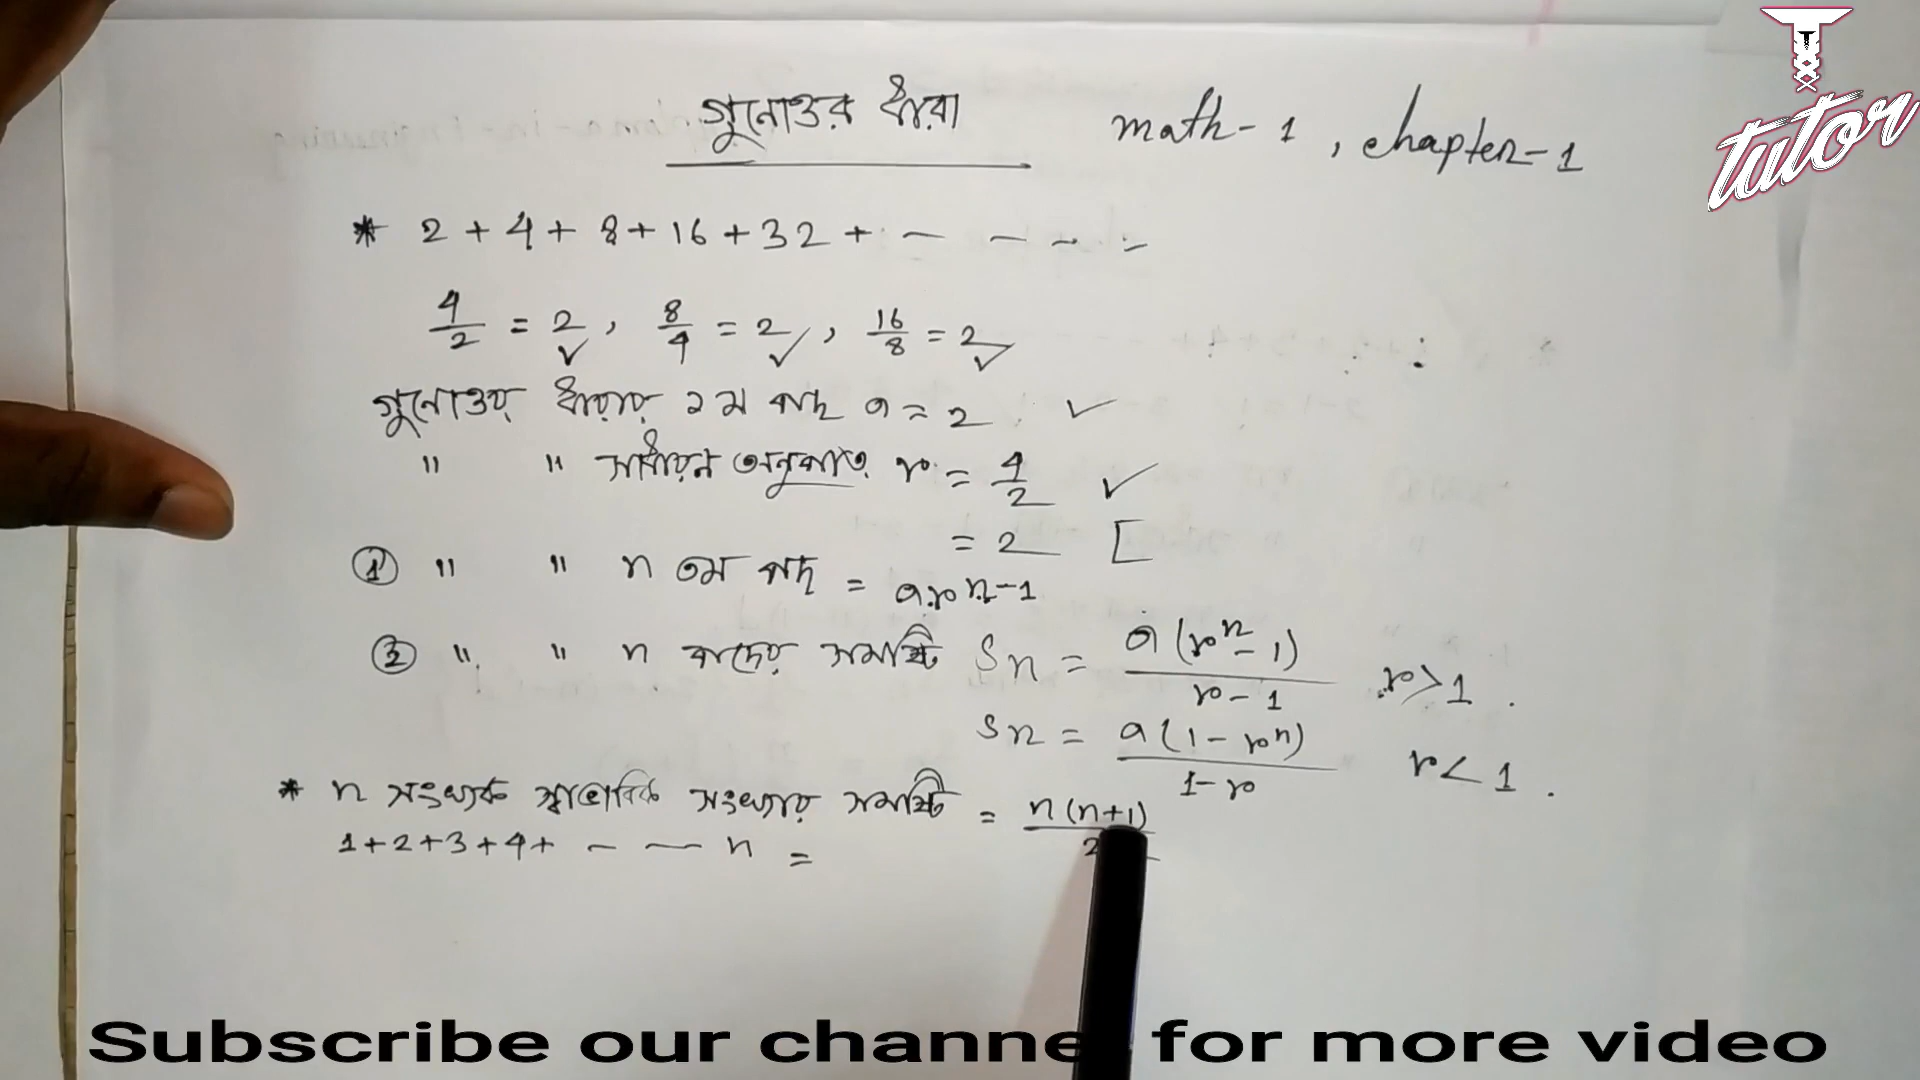 গুনোত্তর ধারা
math-1, chapter-1
T
tutor
* 2 + 4 + 8 + 16 + 32 + - - - -
4/2 = 2 ✓, 8/4 = 2 ✓, 16/8 = 2 ✓
গুনোত্তর ধারার ১ম পদ a = 2 ✓
" " সাধারন অনুপাত r = 4/2 ✓
= 2 [
① " " n তম পদ = a.r^n-1
② " " n পদের সমষ্টি Sn = a(r^n - 1)/r - 1 r > 1.
Sn = a(1 - r^n)/1 - r r < 1.
* n সংখ্যক স্বাভাবিক সংখ্যার সমষ্টি = n(n+1)/2
1+2+3+4+ - - n =
Subscribe our channel for more video